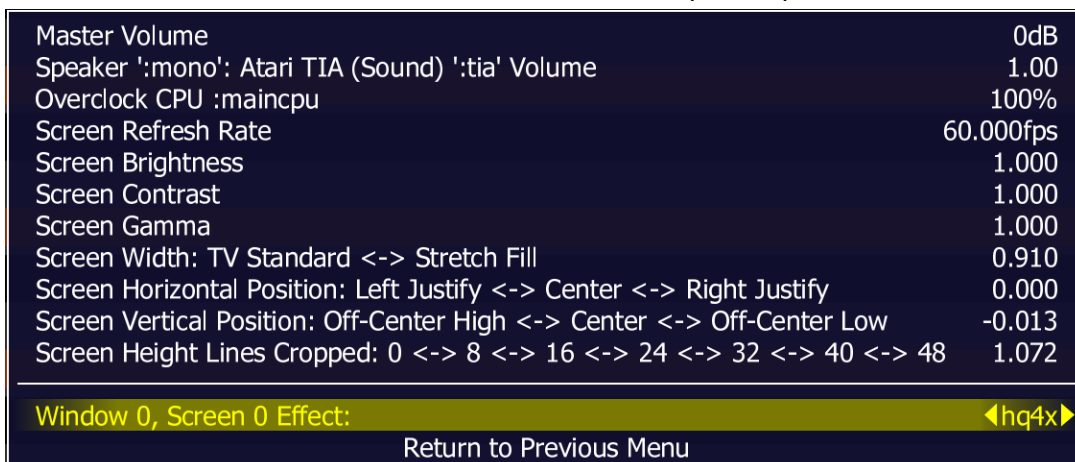 Master Volume 0dB
Speaker ':mono': Atari TIA (Sound) ':tia' Volume 1.00
Overclock CPU :maincpu 100%
Screen Refresh Rate 60.000fps
Screen Brightness 1.000
Screen Contrast 1.000
Screen Gamma 1.000
Screen Width: TV Standard <-> Stretch Fill 0.910
Screen Horizontal Position: Left Justify <-> Center <-> Right Justify 0.000
Screen Vertical Position: Off-Center High <-> Center <-> Off-Center Low -0.013
Screen Height Lines Cropped: 0 <-> 8 <-> 16 <-> 24 <-> 32 <-> 40 <-> 48 1.072
Window 0, Screen 0 Effect: hq4x
Return to Previous Menu